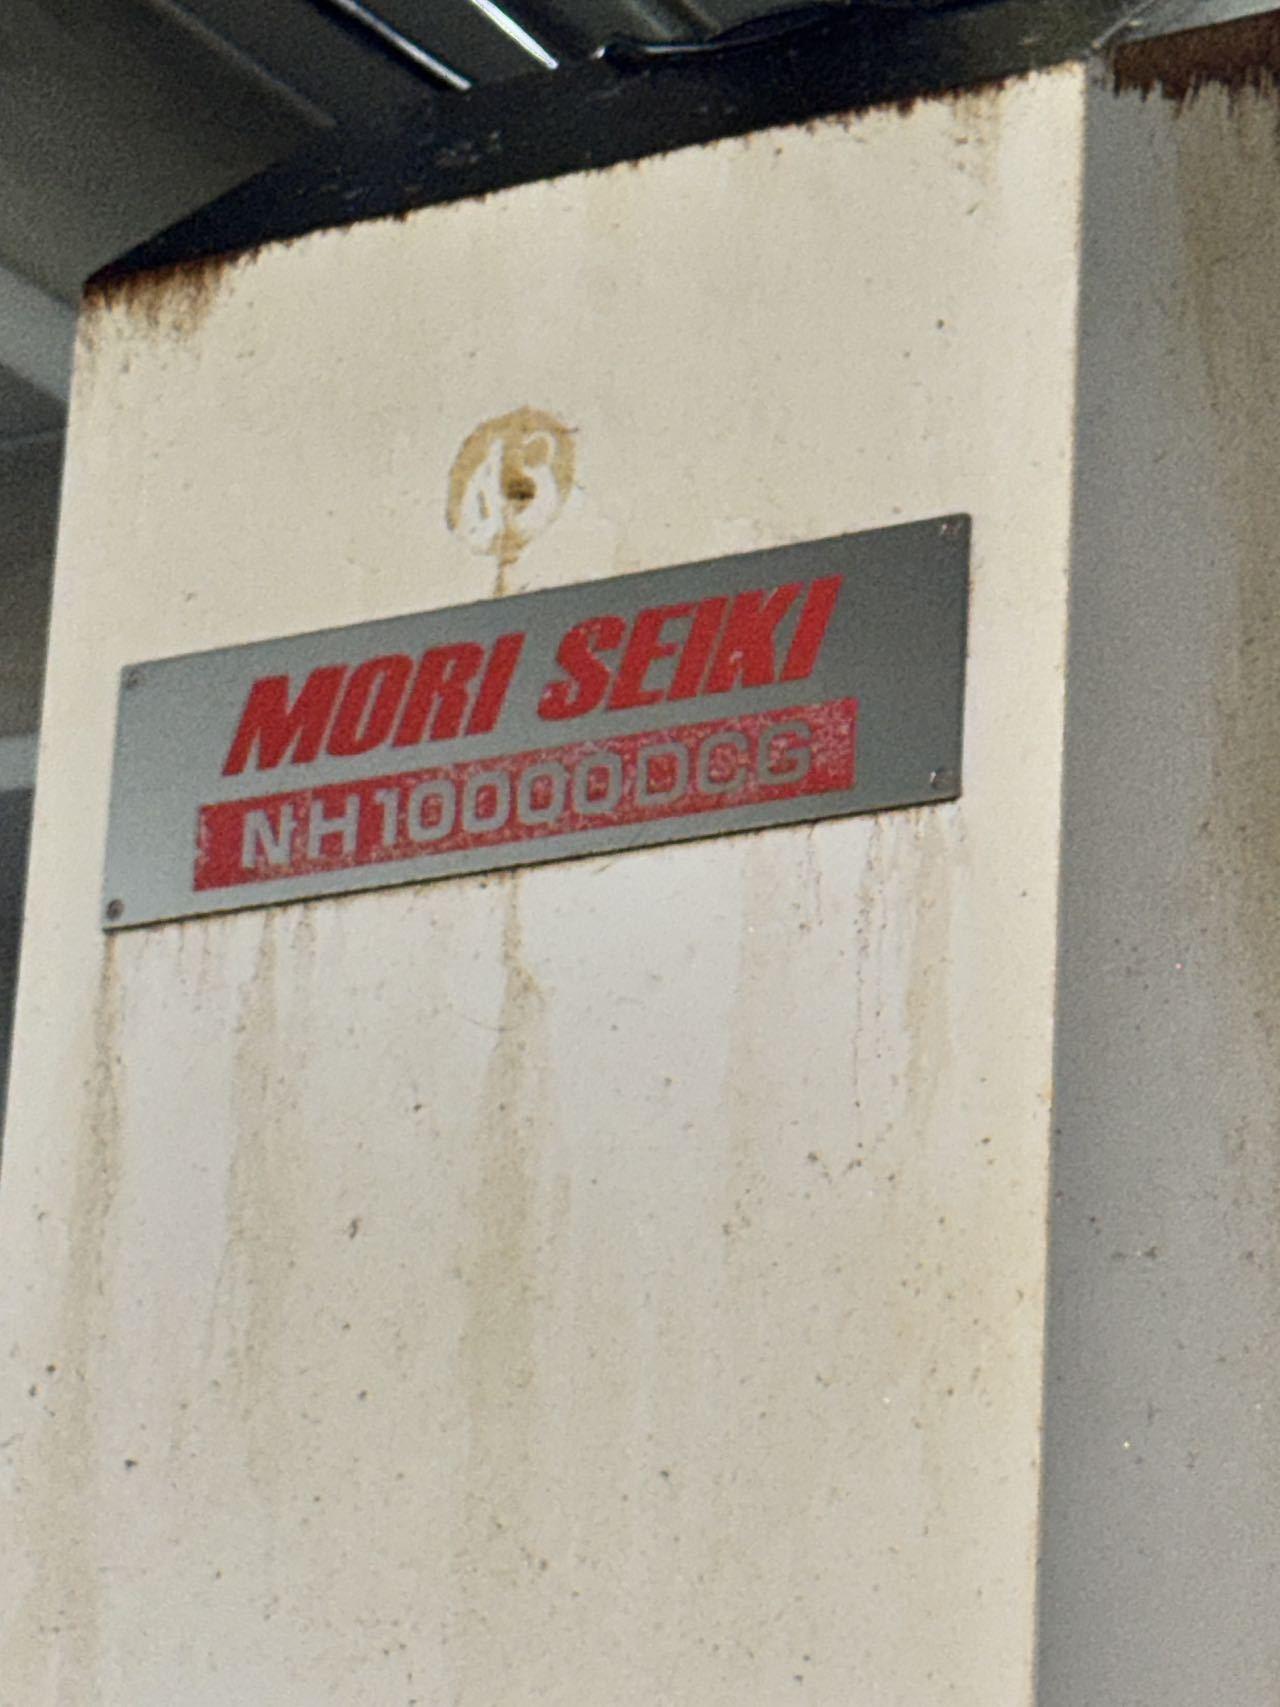 MORI SEIKI
NH10000DCG